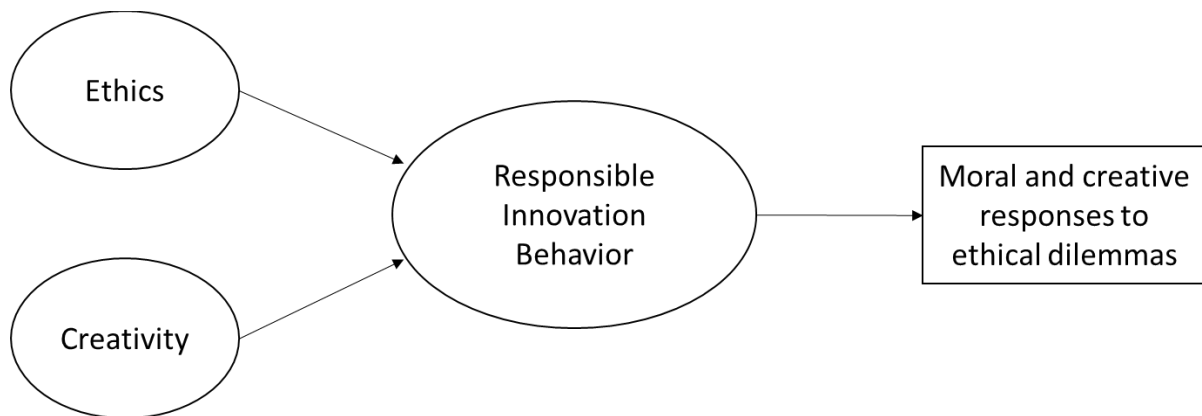 Ethics
Creativity
Responsible
Innovation
Behavior
Moral and creative
responses to
ethical dilemmas